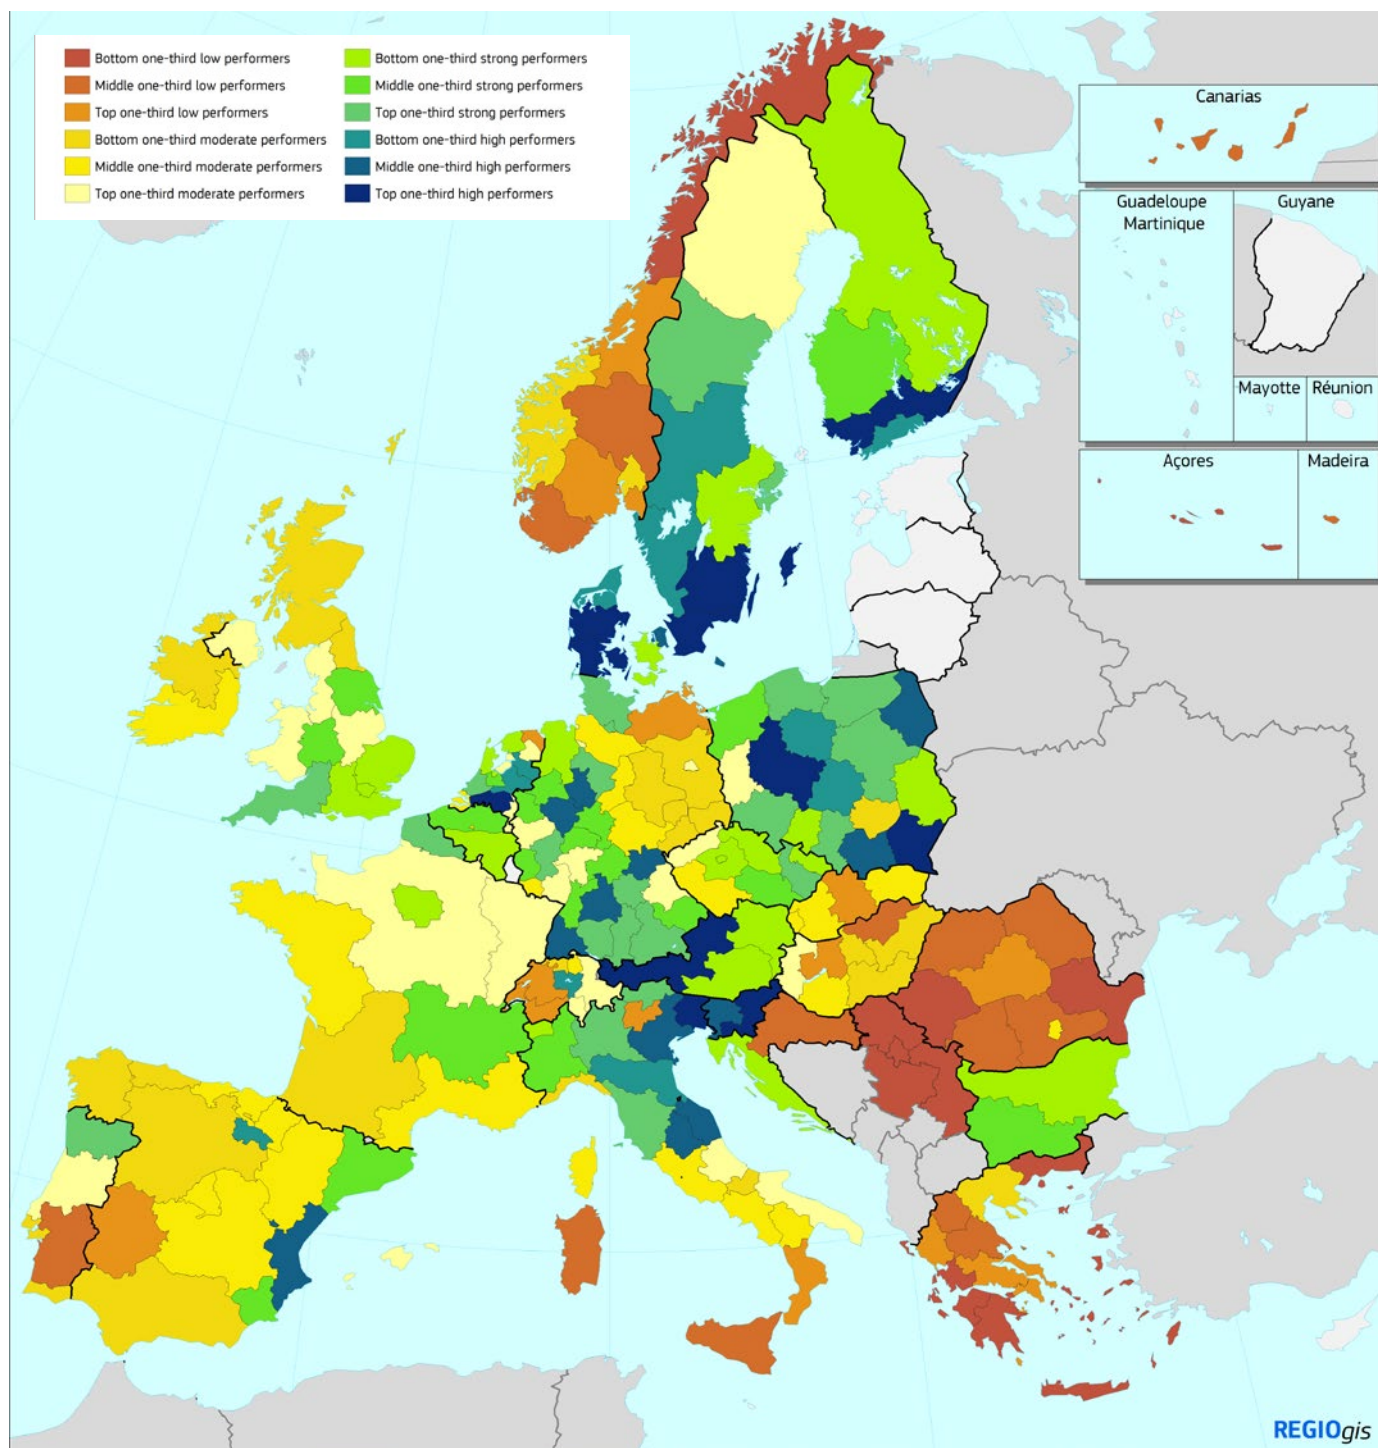 Bottom one-third low performers
Middle one-third low performers
Top one-third low performers
Bottom one-third moderate performers
Middle one-third moderate performers
Top one-third moderate performers
Bottom one-third strong performers
Middle one-third strong performers
Top one-third strong performers
Bottom one-third high performers
Middle one-third high performers
Top one-third high performers
Canarias
Guadeloupe
Martinique
Guyane
Mayotte
Réunion
Açores
Madeira
REGIOgis